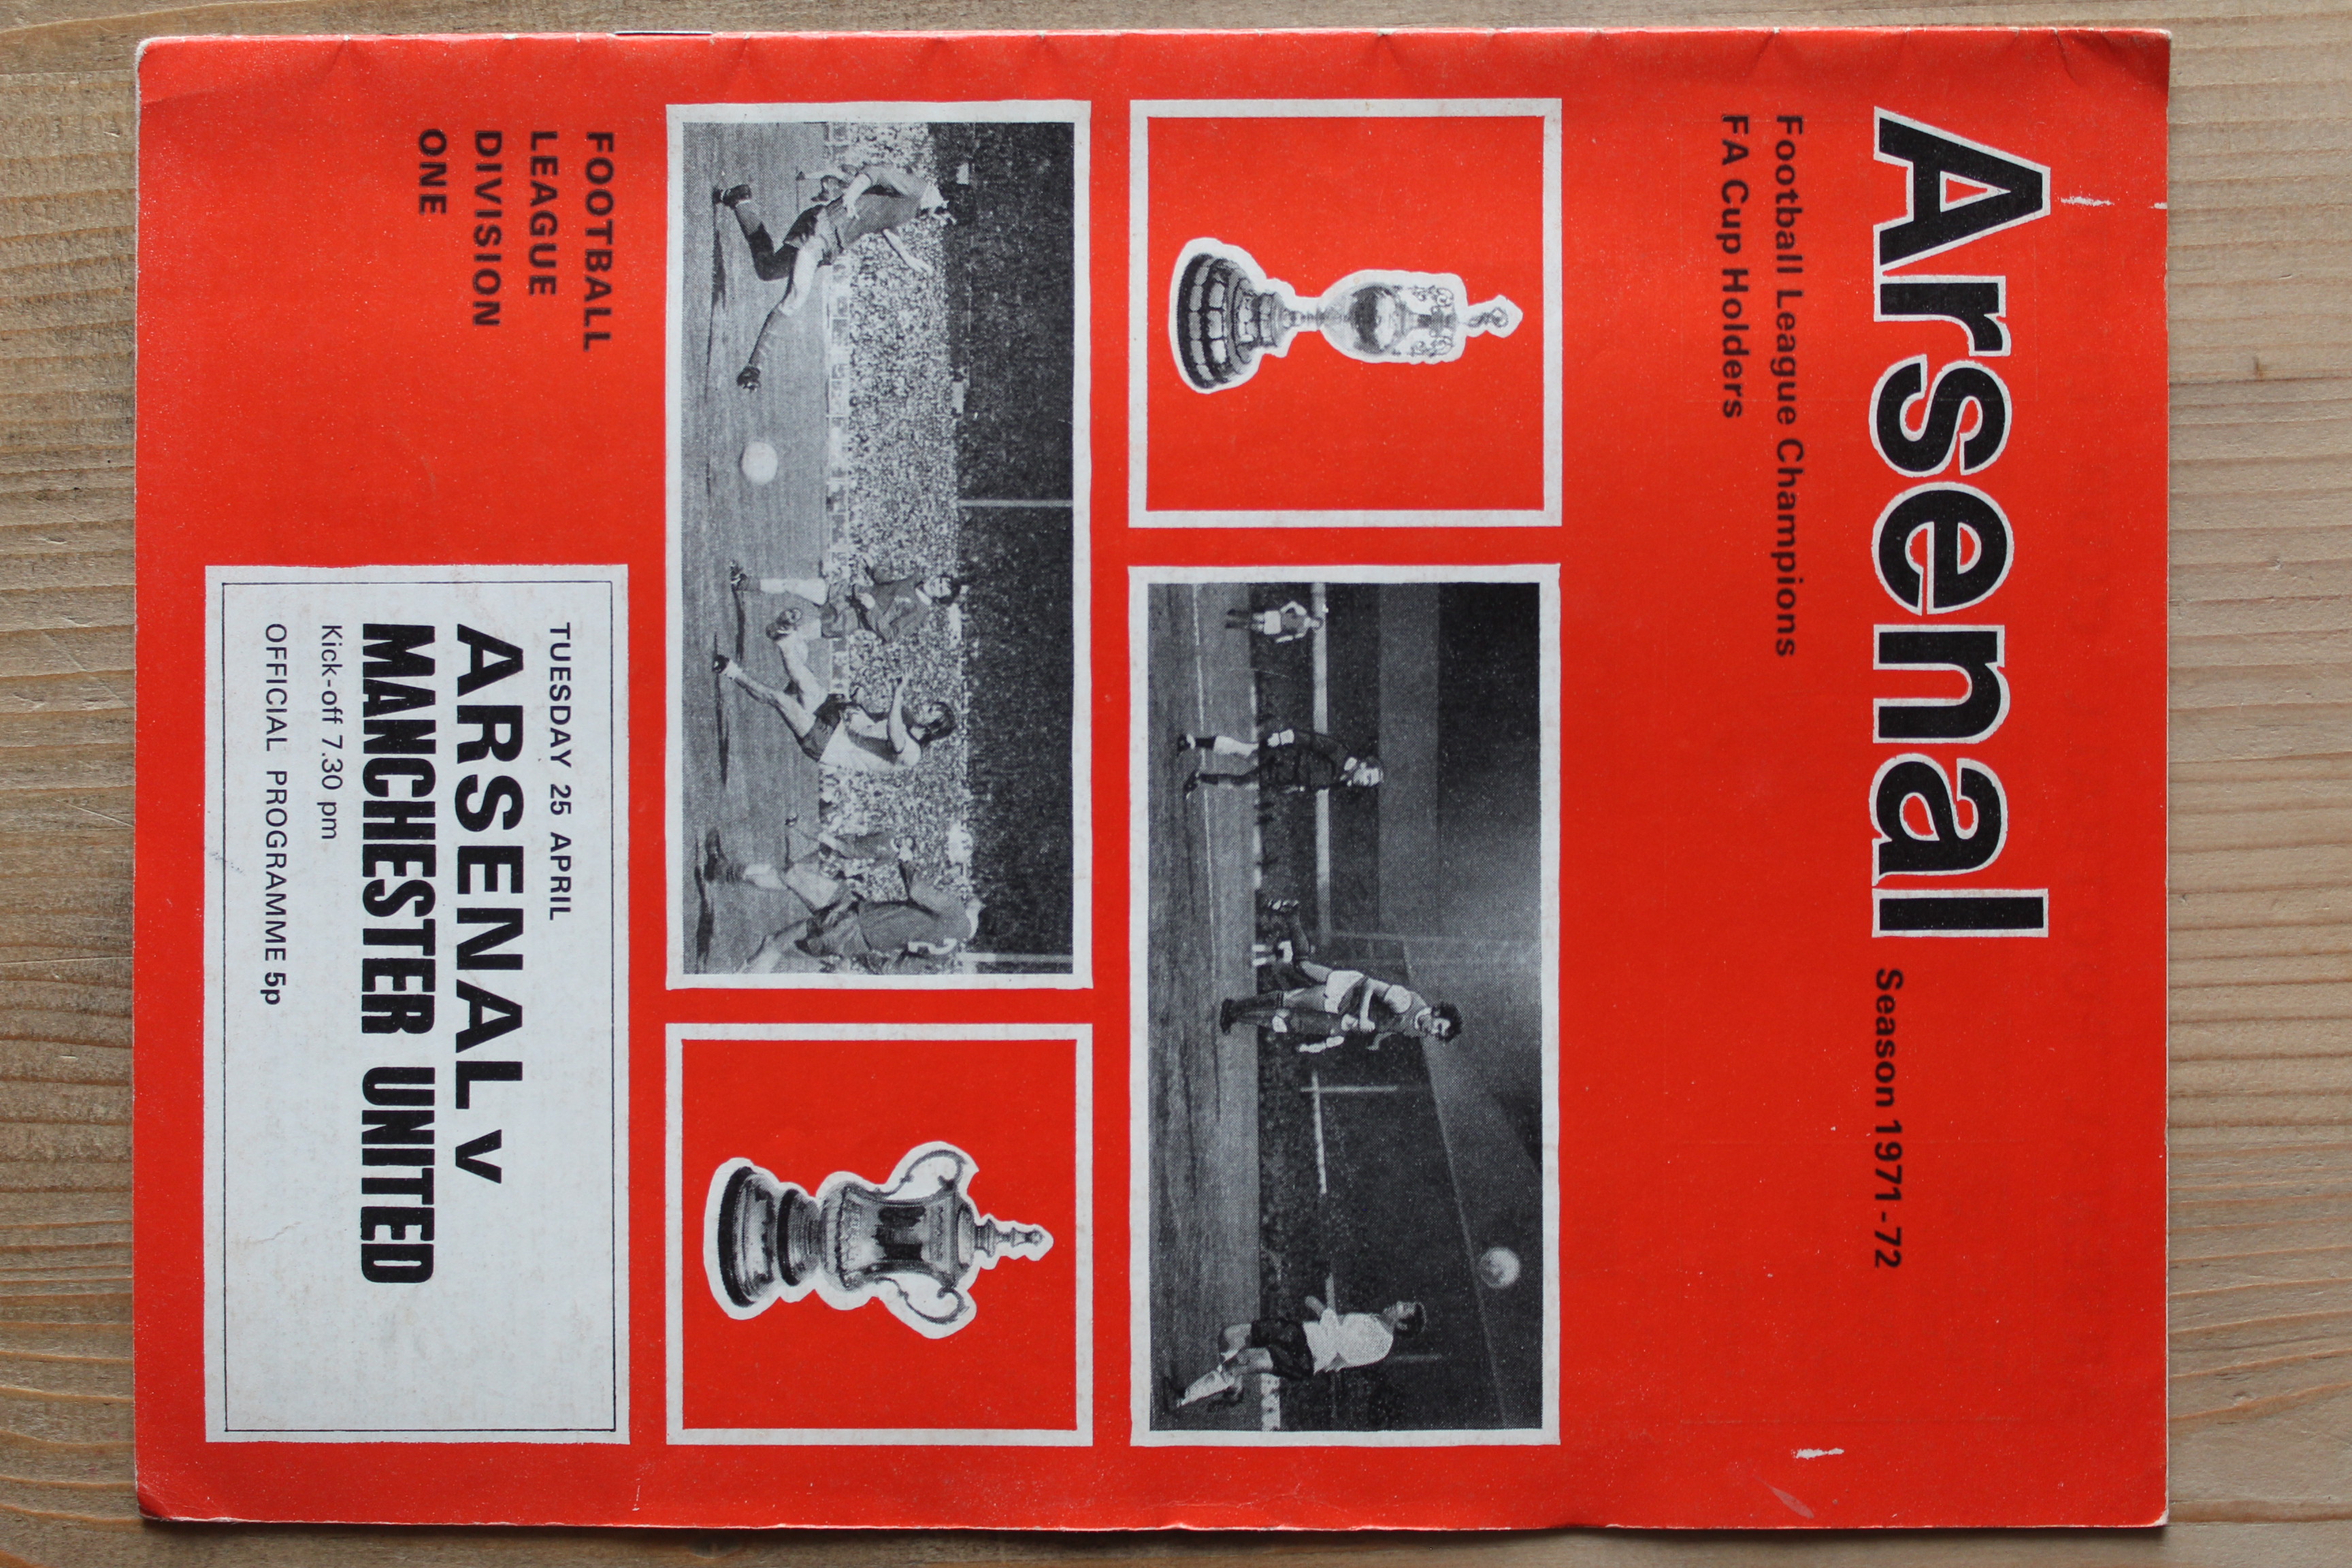 Arsenal Season 1971-72
Football League Champions
FA Cup Holders
FOOTBALL
LEAGUE
DIVISION
ONE
TUESDAY 25 APRIL
ARSENAL v
MANCHESTER UNITED
Kick-off 7.30 pm
OFFICIAL PROGRAMME 5p